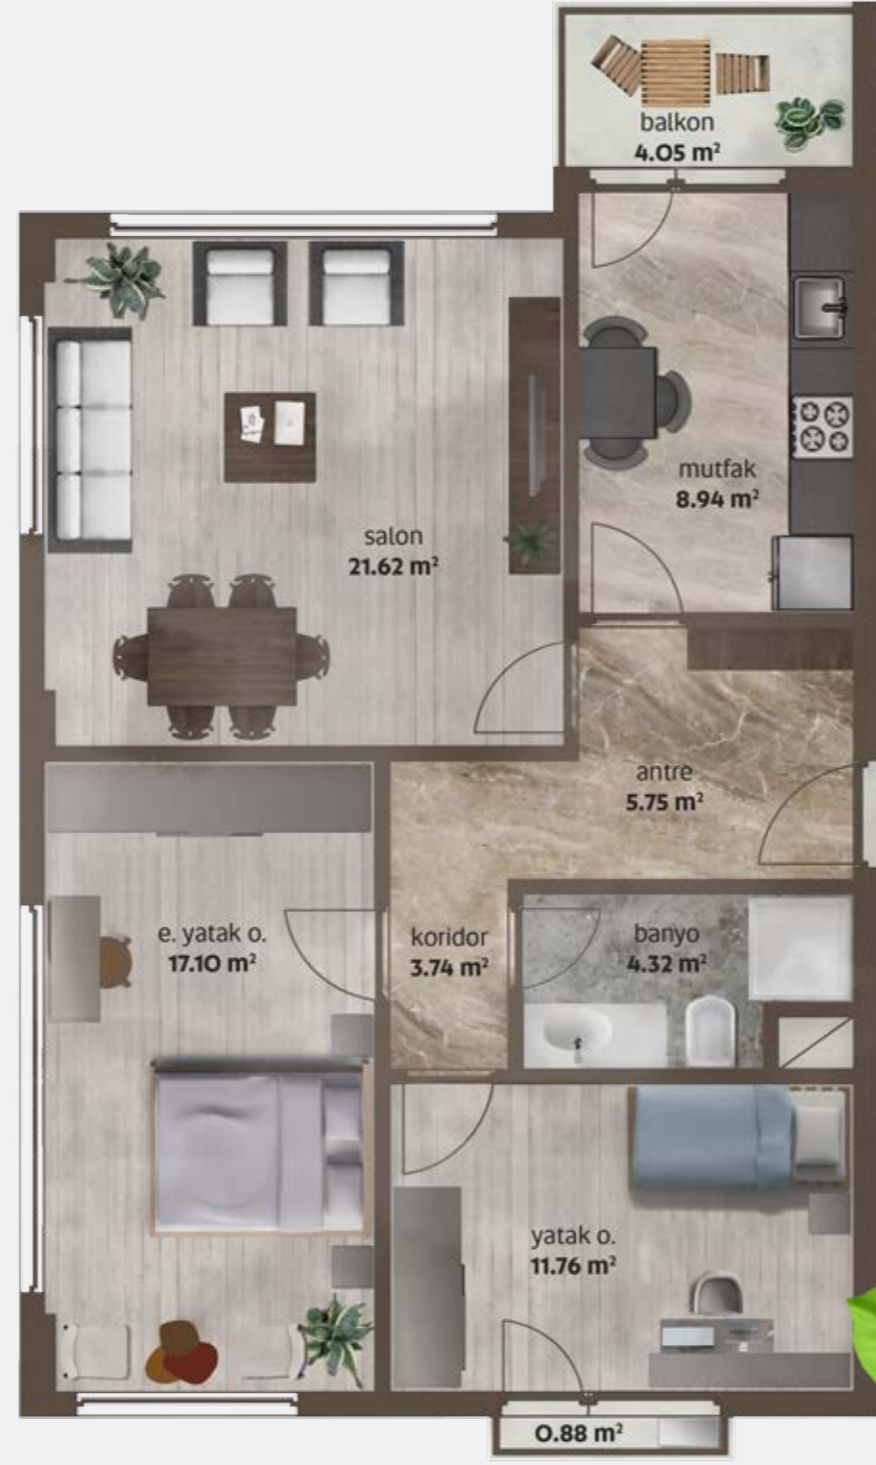 balkon
4.05 m²
mutfak
8.94 m²
salon
21.62 m²
antre
5.75 m²
e. yatak o.
17.10 m²
koridor
3.74 m²
banyo
4.32 m²
yatak o.
11.76 m²
0.88 m²